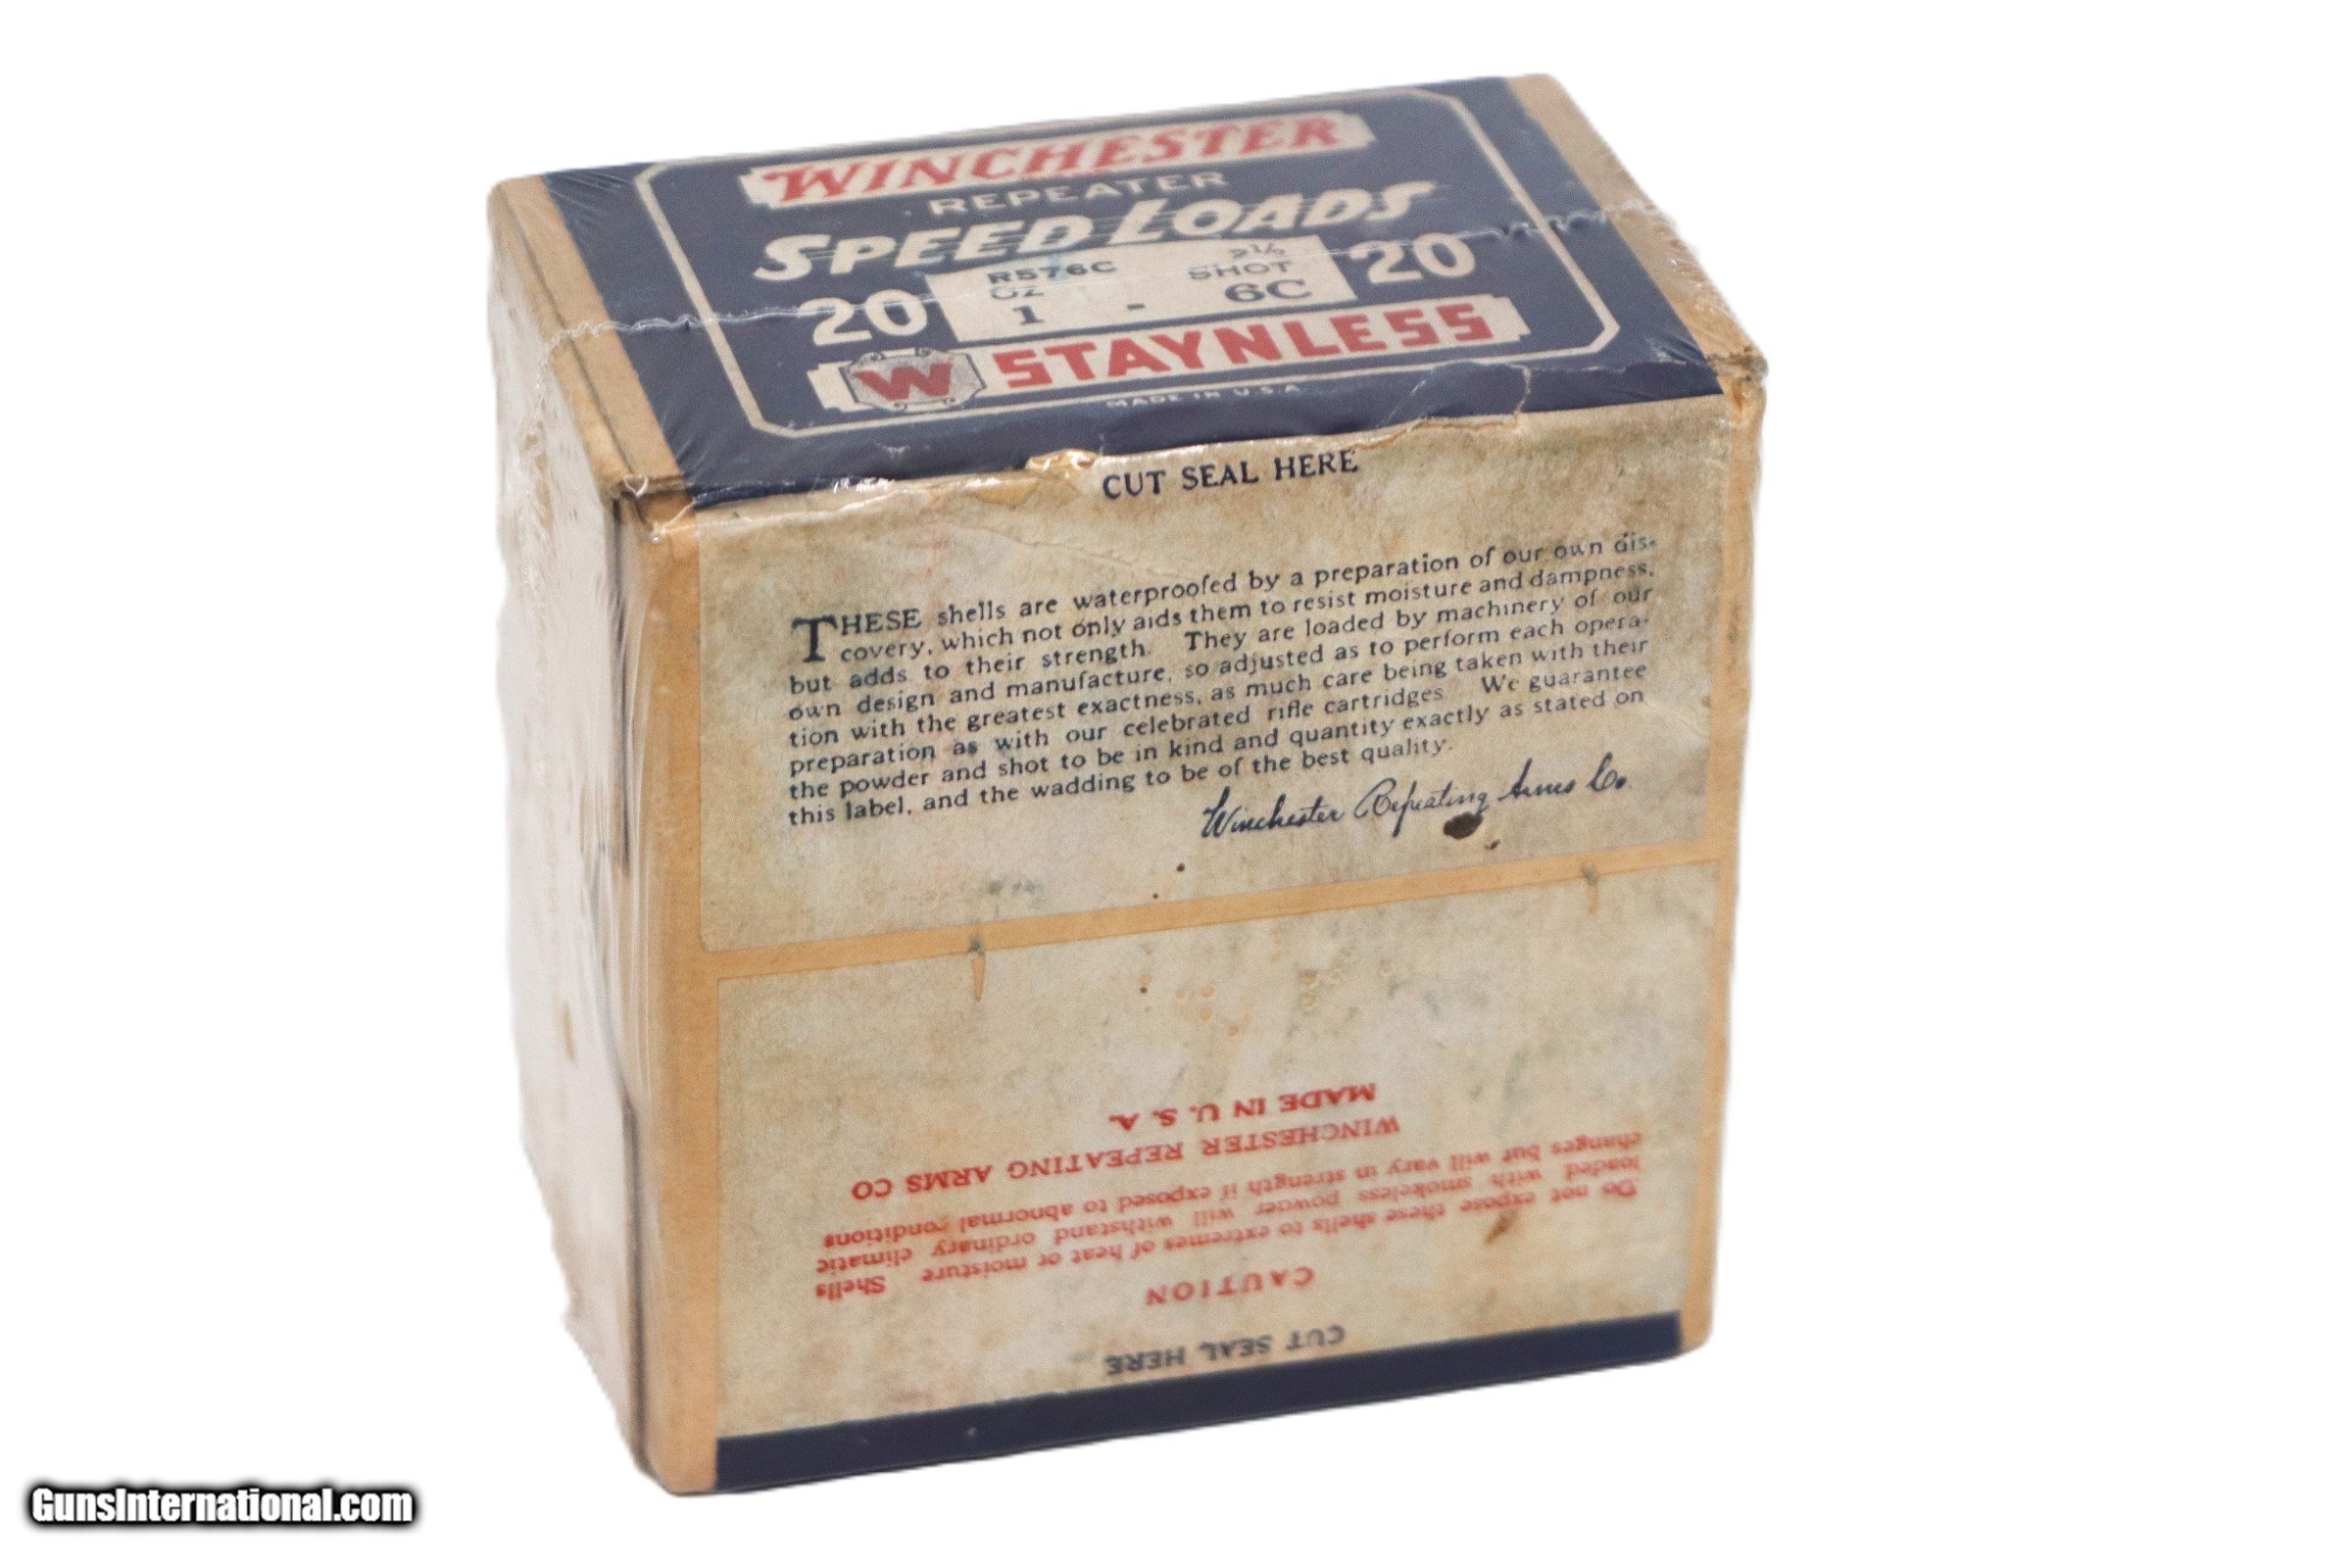 WINCHESTER
REPEATER
SPEED LOADS
20 R576C 2½ 20
OZ SHOT
1 - 6C
W STAYNLESS
MADE IN U.S.A.
CUT SEAL HERE
THESE shells are waterproofed by a preparation of our own dis-
covery, which not only aids them to resist moisture and dampness,
but adds to their strength. They are loaded by machinery of our
own design and manufacture, so adjusted as to perform each opera-
tion with the greatest exactness, as much care being taken with their
preparation as with our celebrated rifle cartridges. We guarantee
the powder and shot to be in kind and quantity exactly as stated on
this label, and the wadding to be of the best quality.
Winchester Repeating Arms Co.
CUT SEAL HERE
CAUTION
Do not expose these shells to extremes of heat or moisture Shells
loaded with smokeless powder will withstand ordinary climatic
changes but will vary in strength if exposed to abnormal conditions
WINCHESTER REPEATING ARMS CO
MADE IN U. S. A.
GunsInternational.com